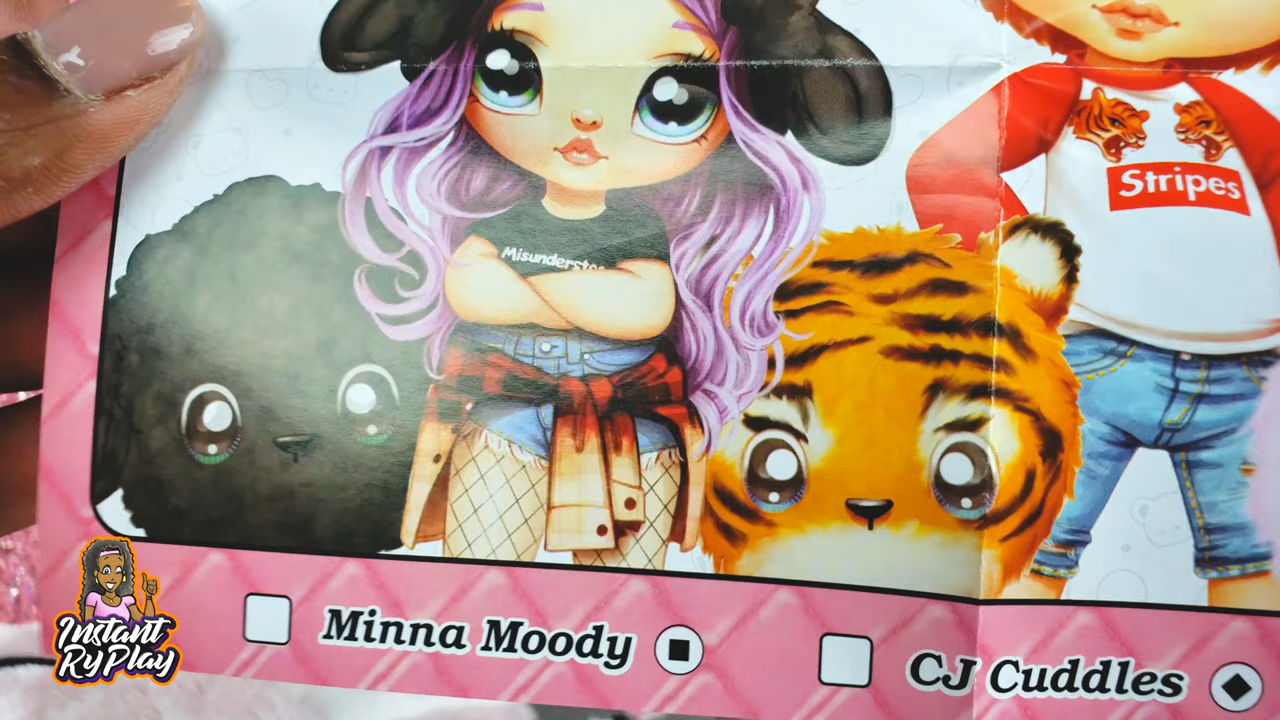 Stripes
Minna Moody
CJ Cuddles
Instant
RyPlay